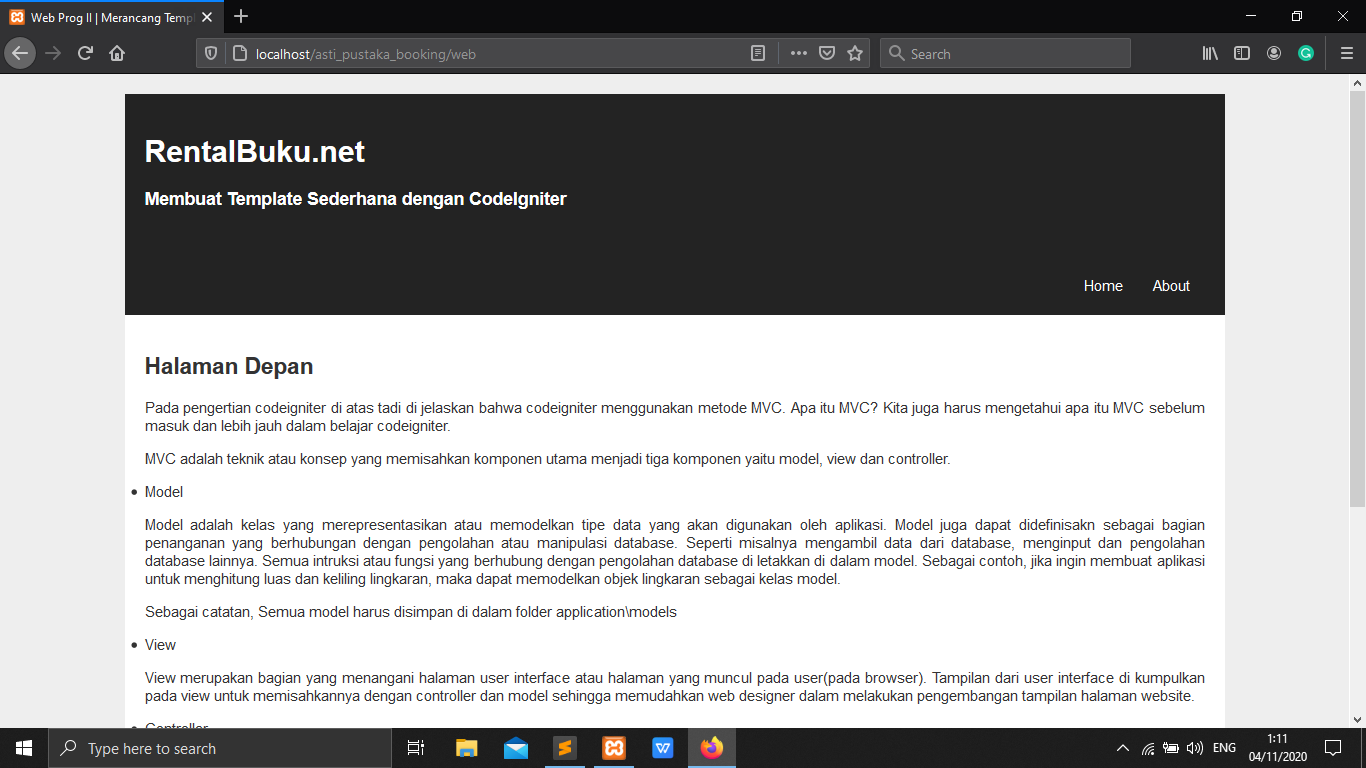 Web Prog II | Merancang Templ
localhost/asti_pustaka_booking/web
Search
RentalBuku.net
Membuat Template Sederhana dengan CodeIgniter
Home About
Halaman Depan
Pada pengertian codeigniter di atas tadi di jelaskan bahwa codeigniter menggunakan metode MVC. Apa itu MVC? Kita juga harus mengetahui apa itu MVC sebelum
masuk dan lebih jauh dalam belajar codeigniter.
MVC adalah teknik atau konsep yang memisahkan komponen utama menjadi tiga komponen yaitu model, view dan controller.
• Model
Model adalah kelas yang merepresentasikan atau memodelkan tipe data yang akan digunakan oleh aplikasi. Model juga dapat didefinisakn sebagai bagian
penanganan yang berhubungan dengan pengolahan atau manipulasi database. Seperti misalnya mengambil data dari database, menginput dan pengolahan
database lainnya. Semua intruksi atau fungsi yang berhubung dengan pengolahan database di letakkan di dalam model. Sebagai contoh, jika ingin membuat aplikasi
untuk menghitung luas dan keliling lingkaran, maka dapat memodelkan objek lingkaran sebagai kelas model.
Sebagai catatan, Semua model harus disimpan di dalam folder application\models
• View
View merupakan bagian yang menangani halaman user interface atau halaman yang muncul pada user(pada browser). Tampilan dari user interface di kumpulkan
pada view untuk memisahkannya dengan controller dan model sehingga memudahkan web designer dalam melakukan pengembangan tampilan halaman website.
• Controller
Type here to search
ENG
1:11
04/11/2020